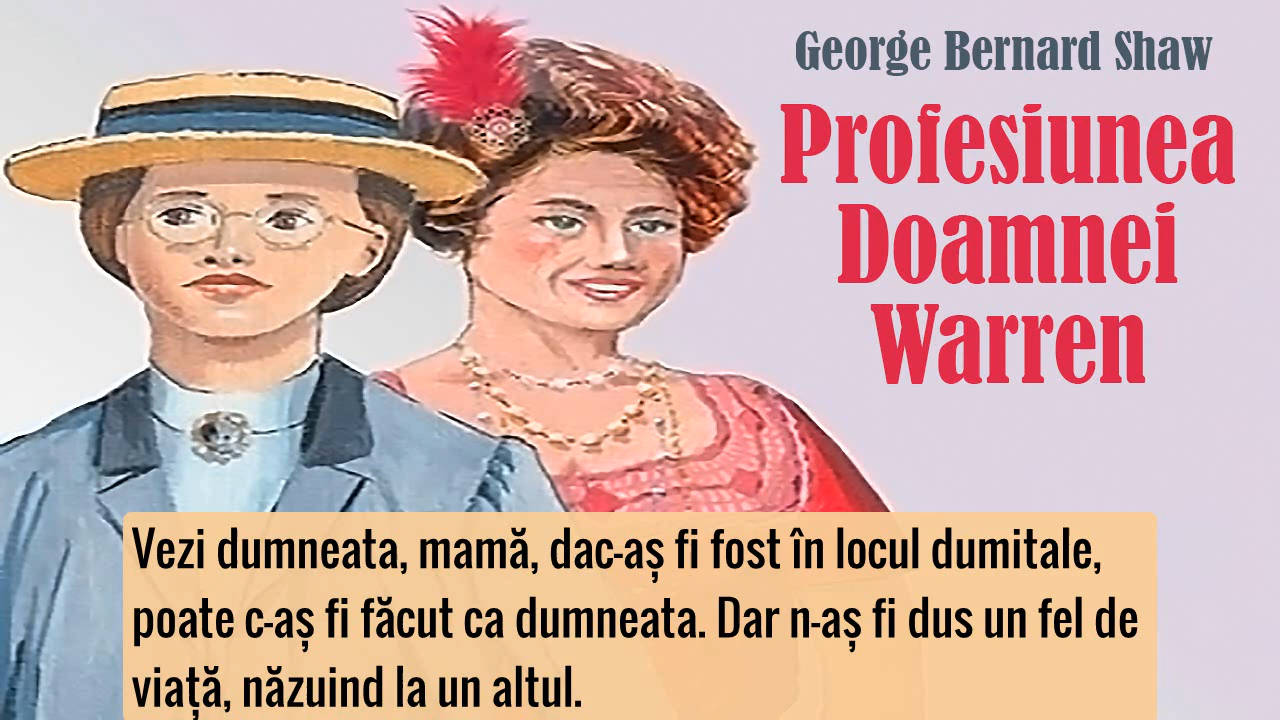 George Bernard Shaw
Profesiunea
Doamnei
Warren
Vezi dumneata, mamă, dac-aș fi fost în locul dumitale,
poate c-aș fi făcut ca dumneata. Dar n-aș fi dus un fel de
viață, năzuind la un altul.